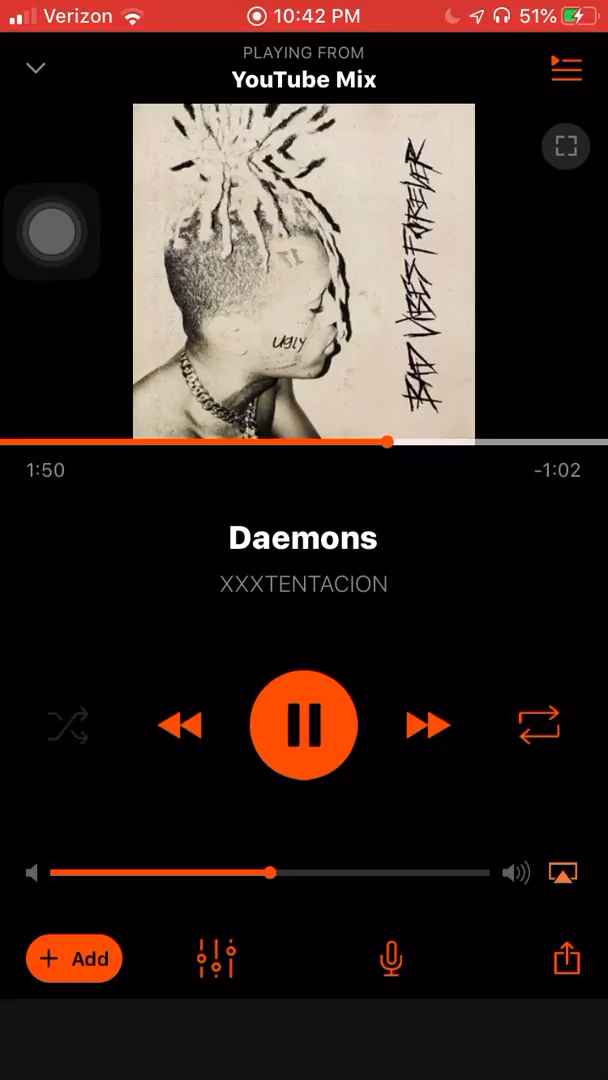 Verizon 10:42 PM 51%
PLAYING FROM
YouTube Mix
BAD VIBES FOREVER
17
UgLy
1:50 -1:02
Daemons
XXXTENTACION
+ Add